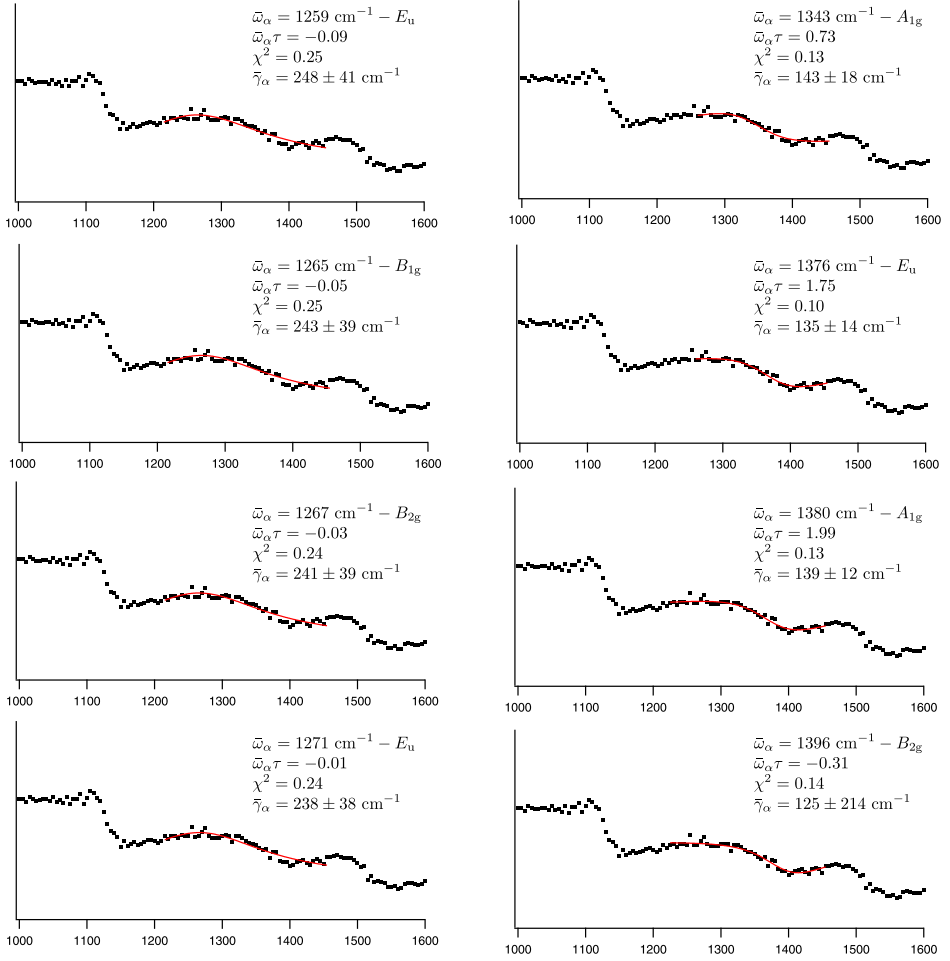 ω̄α = 1259 cm⁻¹ − Eu
ω̄ατ = −0.09
χ² = 0.25
γ̄α = 248 ± 41 cm⁻¹
1000 1100 1200 1300 1400 1500 1600
ω̄α = 1343 cm⁻¹ − A1g
ω̄ατ = 0.73
χ² = 0.13
γ̄α = 143 ± 18 cm⁻¹
1000 1100 1200 1300 1400 1500 1600
ω̄α = 1265 cm⁻¹ − B1g
ω̄ατ = −0.05
χ² = 0.25
γ̄α = 243 ± 39 cm⁻¹
1000 1100 1200 1300 1400 1500 1600
ω̄α = 1376 cm⁻¹ − Eu
ω̄ατ = 1.75
χ² = 0.10
γ̄α = 135 ± 14 cm⁻¹
1000 1100 1200 1300 1400 1500 1600
ω̄α = 1267 cm⁻¹ − B2g
ω̄ατ = −0.03
χ² = 0.24
γ̄α = 241 ± 39 cm⁻¹
1000 1100 1200 1300 1400 1500 1600
ω̄α = 1380 cm⁻¹ − A1g
ω̄ατ = 1.99
χ² = 0.13
γ̄α = 139 ± 12 cm⁻¹
1000 1100 1200 1300 1400 1500 1600
ω̄α = 1271 cm⁻¹ − Eu
ω̄ατ = −0.01
χ² = 0.24
γ̄α = 238 ± 38 cm⁻¹
1000 1100 1200 1300 1400 1500 1600
ω̄α = 1396 cm⁻¹ − B2g
ω̄ατ = −0.31
χ² = 0.14
γ̄α = 125 ± 214 cm⁻¹
1000 1100 1200 1300 1400 1500 1600